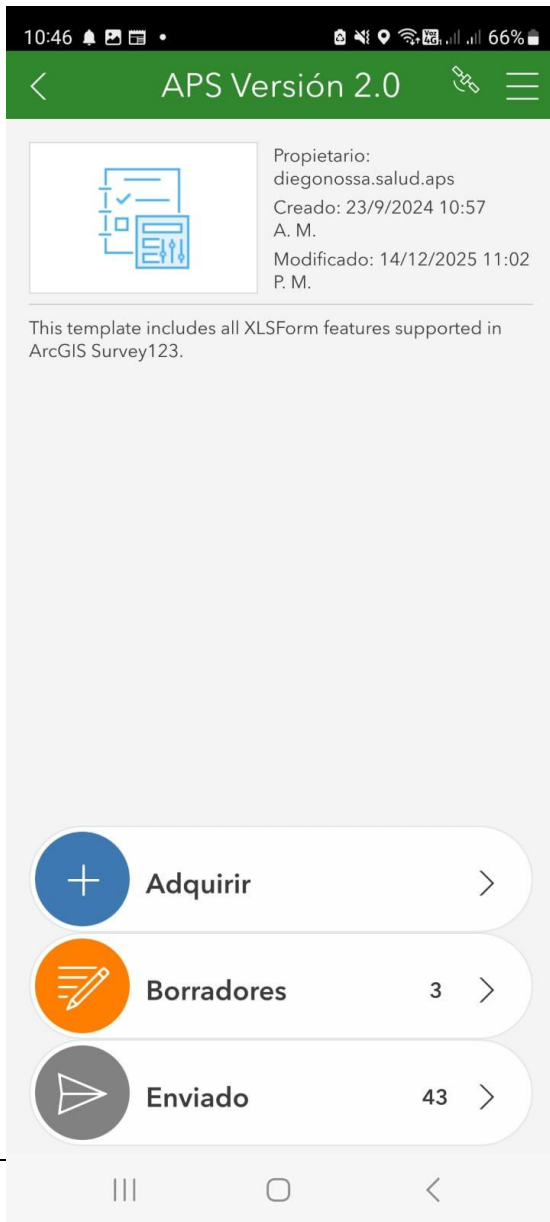 10:46 66%
APS Versión 2.0
Propietario:
diegonossa.salud.aps
Creado: 23/9/2024 10:57
A. M.
Modificado: 14/12/2025 11:02
P. M.
This template includes all XLSForm features supported in
ArcGIS Survey123.
Adquirir
Borradores 3
Enviado 43